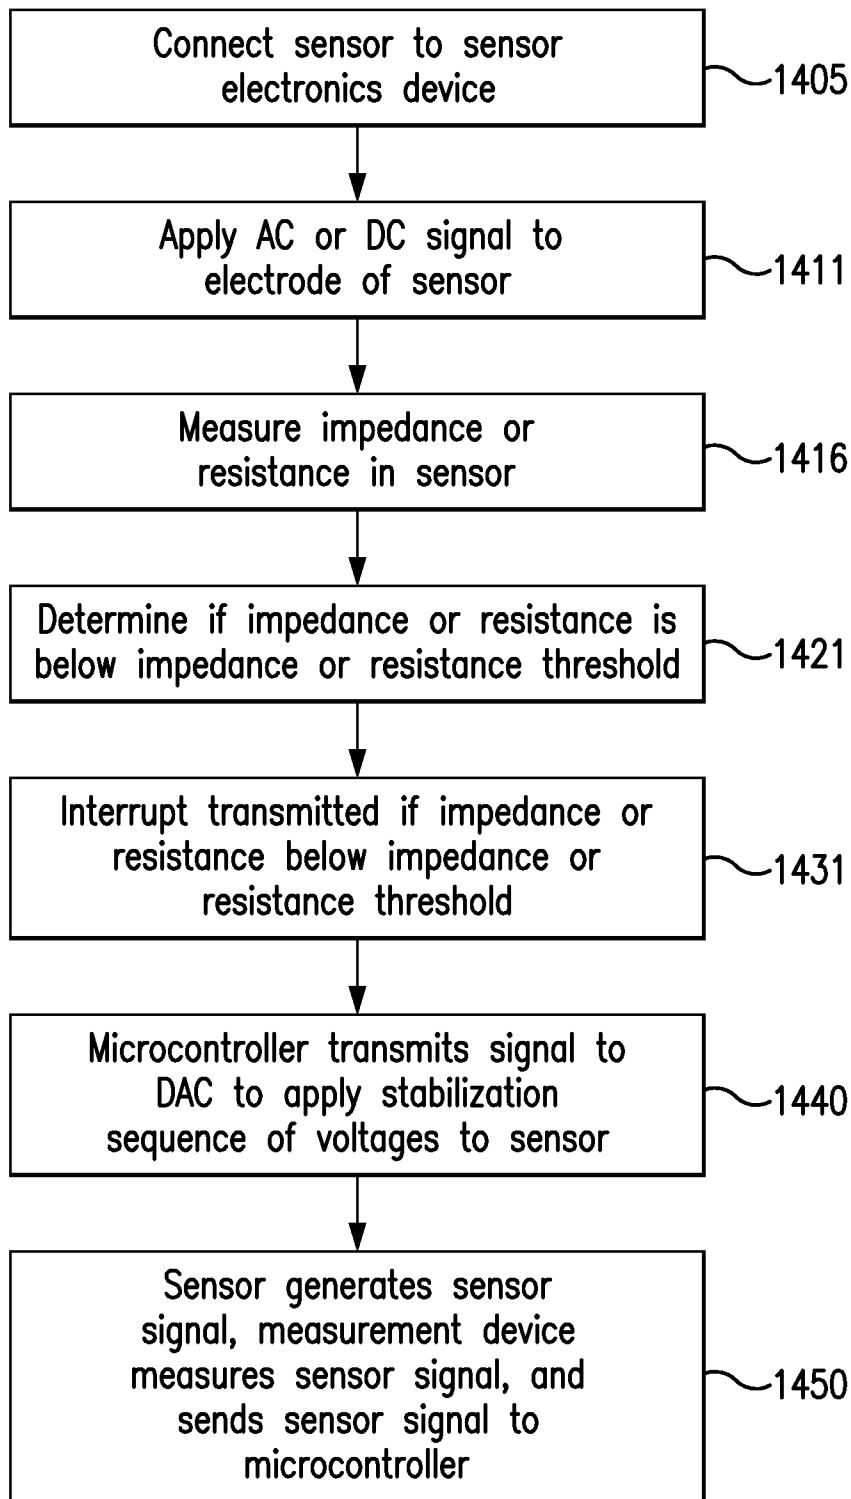 Connect sensor to sensor
electronics device
1405
Apply AC or DC signal to
electrode of sensor
1411
Measure impedance or
resistance in sensor
1416
Determine if impedance or resistance is
below impedance or resistance threshold
1421
Interrupt transmitted if impedance or
resistance below impedance or
resistance threshold
1431
Microcontroller transmits signal to
DAC to apply stabilization
sequence of voltages to sensor
1440
Sensor generates sensor
signal, measurement device
measures sensor signal, and
sends sensor signal to
microcontroller
1450